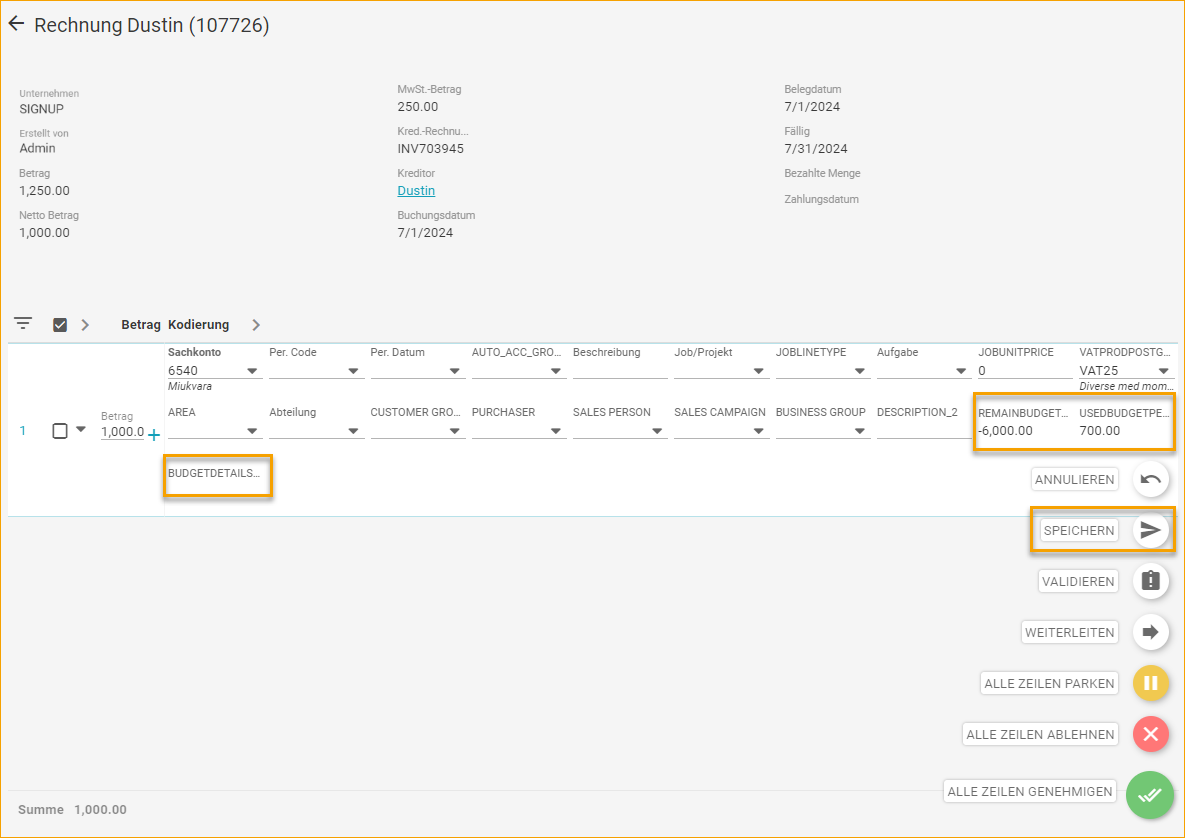 Rechnung Dustin (107726)
Unternehmen
SIGNUP
Erstellt von
Admin
Betrag
1,250.00
Netto Betrag
1,000.00
MwSt.-Betrag
250.00
Kred.-Rechnu...
INV703945
Kreditor
Dustin
Buchungsdatum
7/1/2024
Belegdatum
7/1/2024
Fällig
7/31/2024
Bezahlte Menge
Zahlungsdatum
Betrag Kodierung
Sachkonto Per. Code Per. Datum AUTO_ACC_GRO... Beschreibung Job/Projekt JOBLINETYPE Aufgabe JOBUNITPRICE VATPRODPOSTG...
6540 0 VAT25
Miukvara Diverse med mom...
AREA Abteilung CUSTOMER GRO... PURCHASER SALES PERSON SALES CAMPAIGN BUSINESS GROUP DESCRIPTION_2 REMAINBUDGET... USEDBUDGETPE...
1 Betrag
1,000.0 -6,000.00 700.00
BUDGETDETAILS...
ANNULIEREN
SPEICHERN
VALIDIEREN
WEITERLEITEN
ALLE ZEILEN PARKEN
ALLE ZEILEN ABLEHNEN
ALLE ZEILEN GENEHMIGEN
Summe 1,000.00